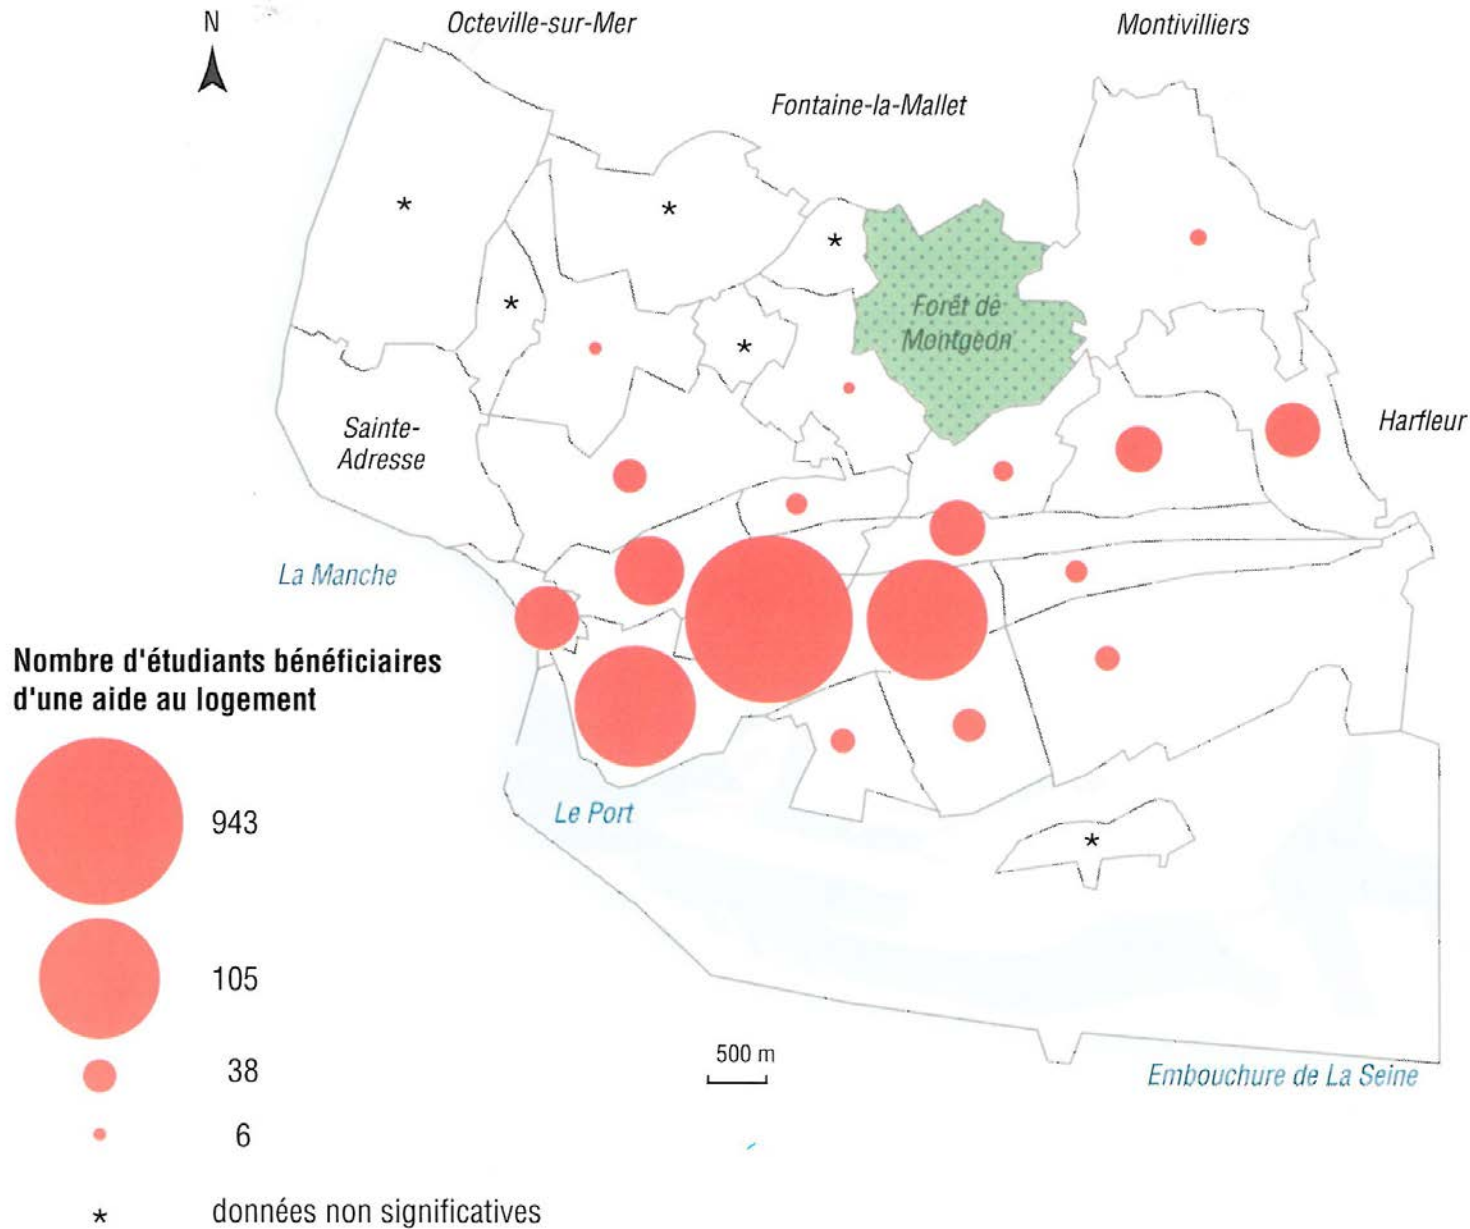 N
Octeville-sur-Mer
Montivilliers
Fontaine-la-Mallet
*
*
*
*
*
Forêt de
Montgeon
Sainte-
Adresse
Harfleur
La Manche
Nombre d'étudiants bénéficiaires
d'une aide au logement
943
Le Port
*
105
500 m
38
Embouchure de La Seine
6
* données non significatives